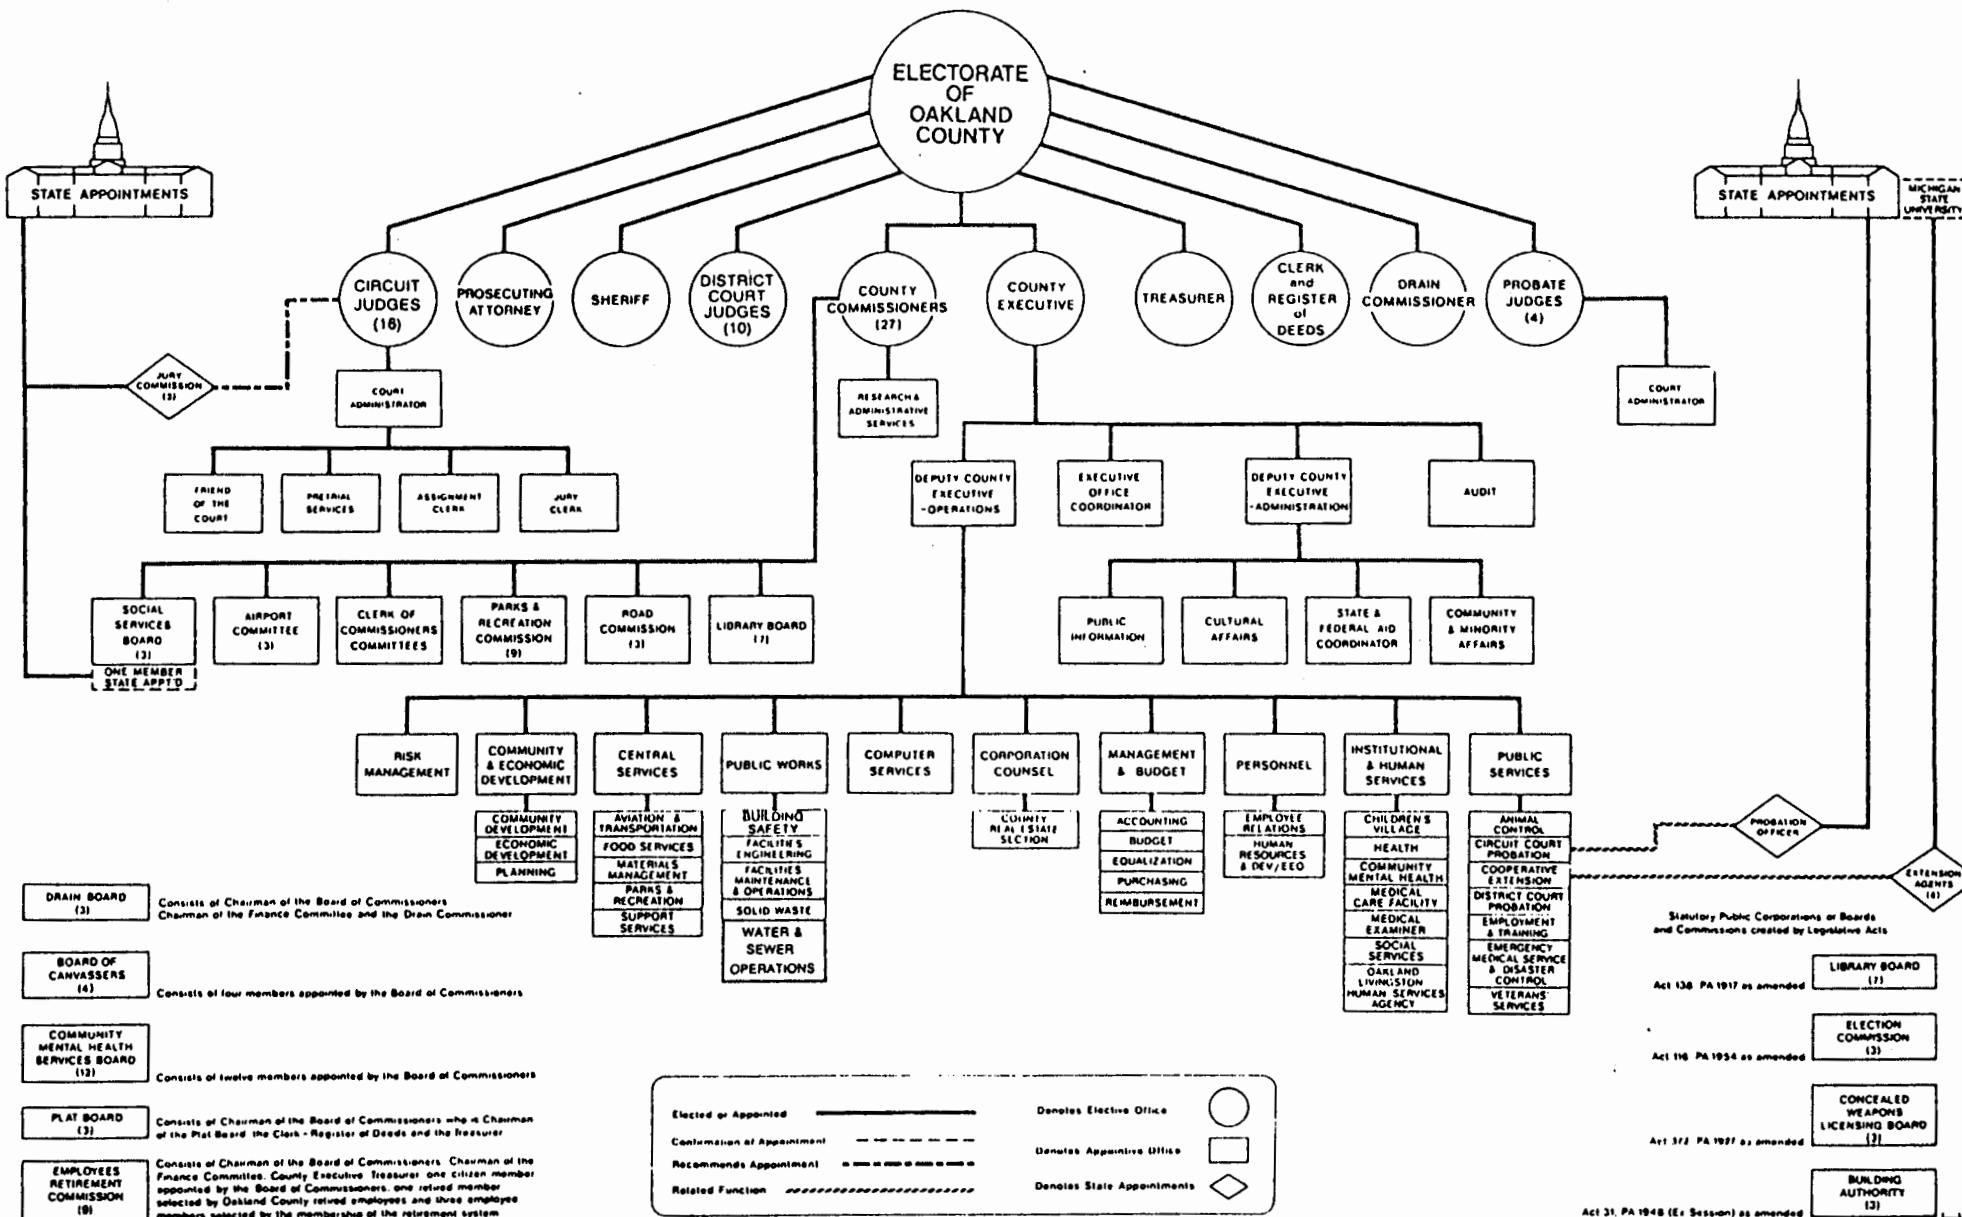 ELECTORATE
OF
OAKLAND
COUNTY
STATE APPOINTMENTS
STATE APPOINTMENTS
MICHIGAN
STATE
UNIVERSITY
CIRCUIT
JUDGES
(16)
PROSECUTING
ATTORNEY
SHERIFF
DISTRICT
COURT
JUDGES
(10)
COUNTY
COMMISSIONERS
(27)
COUNTY
EXECUTIVE
TREASURER
CLERK
and
REGISTER
of
DEEDS
DRAIN
COMMISSIONER
PROBATE
JUDGES
(4)
JURY
COMMISSION
(3)
COURT
ADMINISTRATOR
RESEARCH &
ADMINISTRATIVE
SERVICES
COURT
ADMINISTRATOR
FRIEND
OF THE
COURT
PRETRIAL
SERVICES
ASSIGNMENT
CLERK
JURY
CLERK
DEPUTY COUNTY
EXECUTIVE
-OPERATIONS
EXECUTIVE
OFFICE
COORDINATOR
DEPUTY COUNTY
EXECUTIVE
-ADMINISTRATION
AUDIT
SOCIAL
SERVICES
BOARD
(3)
ONE MEMBER
STATE APPT'D
AIRPORT
COMMITTEE
(3)
CLERK OF
COMMISSIONERS
COMMITTEES
PARKS &
RECREATION
COMMISSION
(9)
ROAD
COMMISSION
(3)
LIBRARY BOARD
(7)
PUBLIC
INFORMATION
CULTURAL
AFFAIRS
STATE &
FEDERAL AID
COORDINATOR
COMMUNITY
& MINORITY
AFFAIRS
RISK
MANAGEMENT
COMMUNITY
& ECONOMIC
DEVELOPMENT
CENTRAL
SERVICES
PUBLIC WORKS
COMPUTER
SERVICES
CORPORATION
COUNSEL
MANAGEMENT
& BUDGET
PERSONNEL
INSTITUTIONAL
& HUMAN
SERVICES
PUBLIC
SERVICES
COMMUNITY
DEVELOPMENT
ECONOMIC
DEVELOPMENT
PLANNING
AVIATION &
TRANSPORTATION
FOOD SERVICES
MATERIALS
MANAGEMENT
PARKS &
RECREATION
SUPPORT
SERVICES
BUILDING
SAFETY
FACILITIES
ENGINEERING
FACILITIES
MAINTENANCE
& OPERATIONS
SOLID WASTE
WATER &
SEWER
OPERATIONS
COUNTY
REAL ESTATE
SECTION
ACCOUNTING
BUDGET
EQUALIZATION
PURCHASING
REIMBURSEMENT
EMPLOYEE
RELATIONS
HUMAN
RESOURCES
& DEV/EEO
CHILDREN'S
VILLAGE
HEALTH
COMMUNITY
MENTAL HEALTH
MEDICAL
CARE FACILITY
MEDICAL
EXAMINER
SOCIAL
SERVICES
OAKLAND
LIVINGSTON
HUMAN SERVICES
AGENCY
ANIMAL
CONTROL
CIRCUIT COURT
PROBATION
COOPERATIVE
EXTENSION
DISTRICT COURT
PROBATION
EMPLOYMENT
& TRAINING
EMERGENCY
MEDICAL SERVICE
& DISASTER
CONTROL
VETERANS'
SERVICES
PROBATION
OFFICER
EXTENSION
AGENTS
(6)
DRAIN BOARD
(3)
Consists of Chairman of the Board of Commissioners
Chairman of the Finance Committee and the Drain Commissioner
BOARD OF
CANVASSERS
(4)
Consists of four members appointed by the Board of Commissioners
COMMUNITY
MENTAL HEALTH
SERVICES BOARD
(12)
Consists of twelve members appointed by the Board of Commissioners
PLAT BOARD
(3)
Consists of Chairman of the Board of Commissioners who is Chairman
of the Plat Board the Clerk - Register of Deeds and the Treasurer
EMPLOYEES
RETIREMENT
COMMISSION
(9)
Consists of Chairman of the Board of Commissioners Chairman of the
Finance Committee, County Executive Treasurer one citizen member
appointed by the Board of Commissioners, one retired member
selected by Oakland County retired employees and three employee
members selected by the membership of the retirement system
Elected or Appointed
Confirmation of Appointment
Recommends Appointment
Related Function
Denotes Elective Office
Denotes Appointive Office
Denotes State Appointments
Statutory Public Corporations or Boards
and Commissions created by Legislative Acts
Act 138 PA 1917 as amended
LIBRARY BOARD
(7)
Act 116 PA 1954 as amended
ELECTION
COMMISSION
(3)
Act 372 PA 1927 as amended
CONCEALED
WEAPONS
LICENSING BOARD
(3)
Act 31, PA 1948 (Ex Session) as amended
BUILDING
AUTHORITY
(3)